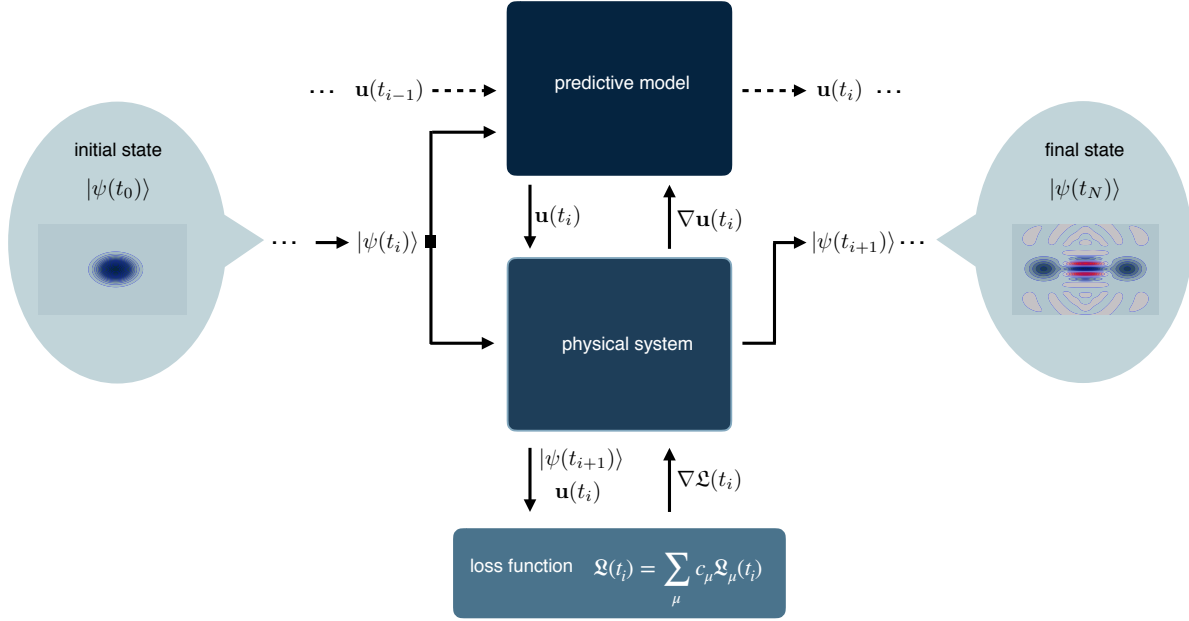 predictive model
⋯ 𝐮(t_{i−1})
𝐮(t_i) ⋯
initial state
|ψ(t_0)⟩
final state
|ψ(t_N)⟩
𝐮(t_i)
∇𝐮(t_i)
⋯
|ψ(t_i)⟩
|ψ(t_{i+1})⟩ ⋯
physical system
|ψ(t_{i+1})⟩
𝐮(t_i)
∇𝔏(t_i)
loss function 𝔏(t_i) = ∑_μ c_μ 𝔏_μ(t_i)